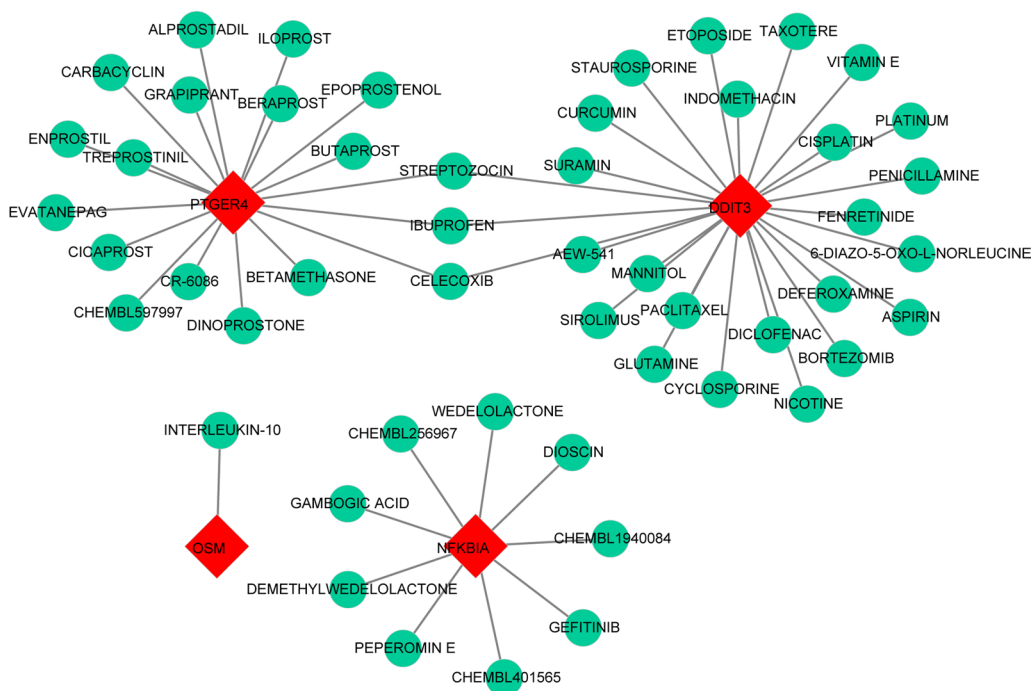 ALPROSTADIL
ILOPROST
CARBACYCLIN
GRAPIPRANT
BERAPROST
EPOPROSTENOL
ENPROSTIL
TREPROSTINIL
BUTAPROST
STREPTOZOCIN
PTGER4
EVATANEPAG
IBUPROFEN
CICAPROST
CR-6086
BETAMETHASONE
CELECOXIB
CHEMBL597997
DINOPROSTONE
ETOPOSIDE
TAXOTERE
STAUROSPORINE
VITAMIN E
INDOMETHACIN
CURCUMIN
PLATINUM
CISPLATIN
SURAMIN
PENICILLAMINE
DDIT3
FENRETINIDE
AEW-541
6-DIAZO-5-OXO-L-NORLEUCINE
MANNITOL
DEFEROXAMINE
SIROLIMUS
PACLITAXEL
ASPIRIN
DICLOFENAC
GLUTAMINE
BORTEZOMIB
CYCLOSPORINE
NICOTINE
INTERLEUKIN-10
OSM
WEDELOLACTONE
CHEMBL256967
DIOSCIN
GAMBOGIC ACID
NFKBIA
CHEMBL1940084
DEMETHYLWEDELOLACTONE
GEFITINIB
PEPEROMIN E
CHEMBL401565